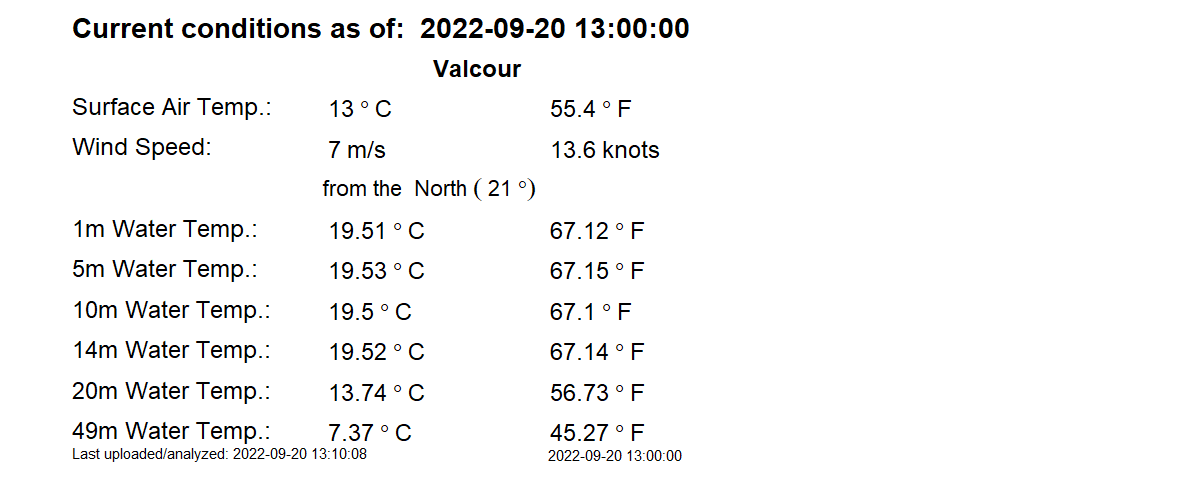 Current conditions as of:  2022-09-20 13:00:00
Valcour
Surface Air Temp.: 13 ° C 55.4 ° F
Wind Speed: 7 m/s 13.6 knots
from the  North ( 21 °)
1m Water Temp.: 19.51 ° C 67.12 ° F
5m Water Temp.: 19.53 ° C 67.15 ° F
10m Water Temp.: 19.5 ° C 67.1 ° F
14m Water Temp.: 19.52 ° C 67.14 ° F
20m Water Temp.: 13.74 ° C 56.73 ° F
49m Water Temp.: 7.37 ° C 45.27 ° F
Last uploaded/analyzed: 2022-09-20 13:10:08 2022-09-20 13:00:00